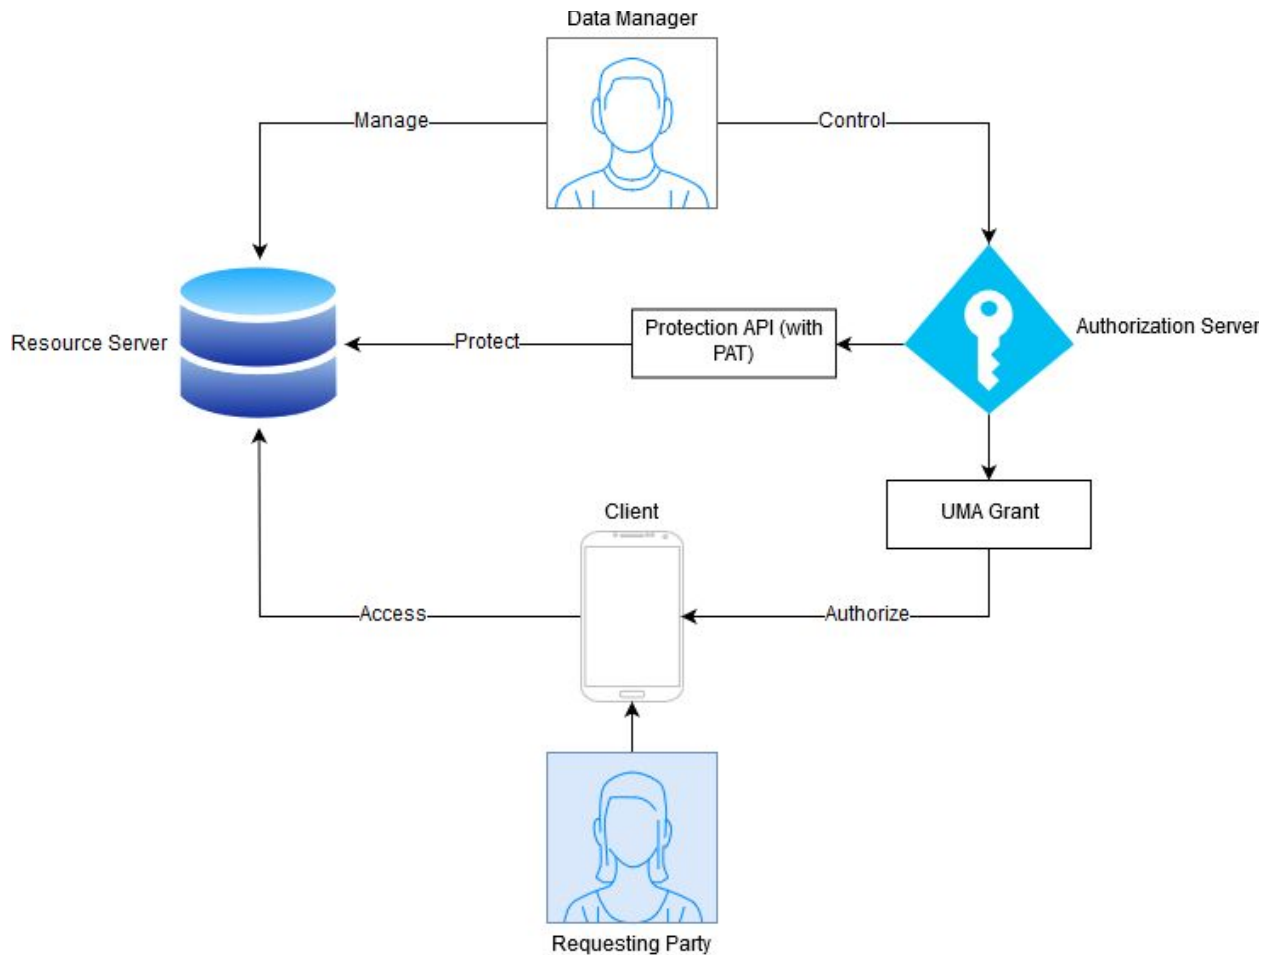 Data Manager
Manage
Control
Protection API (with
PAT)
Authorization Server
Resource Server
Protect
Client
UMA Grant
Access
Authorize
Requesting Party